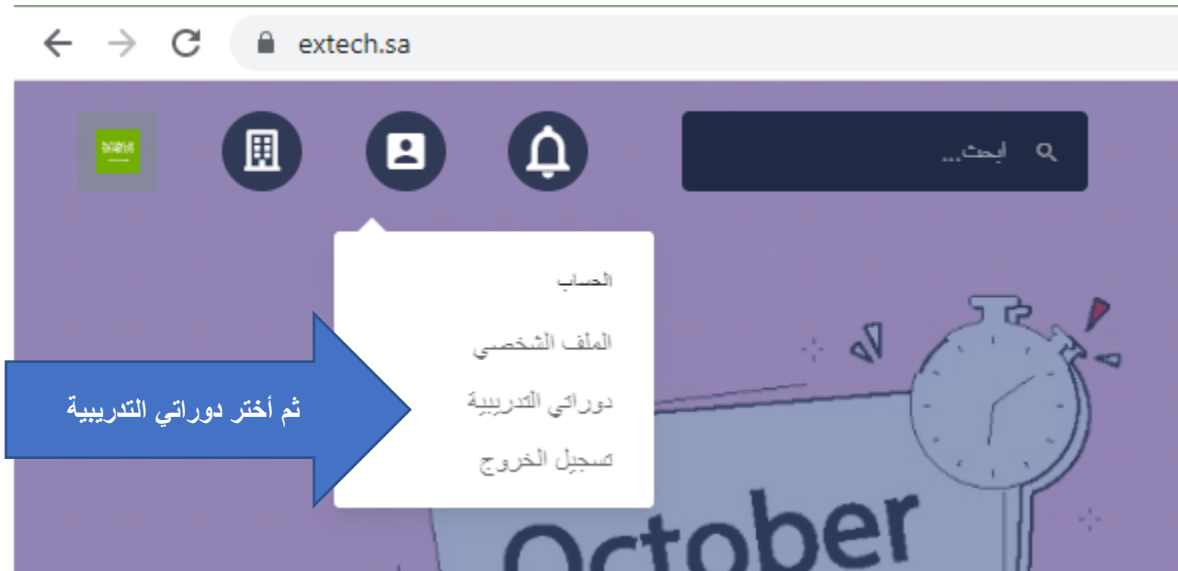 extech.sa
ابحث...
الحساب
الملف الشخصي
دوراتي التدريبية
تسجيل الخروج
ثم أختر دوراتي التدريبية
October